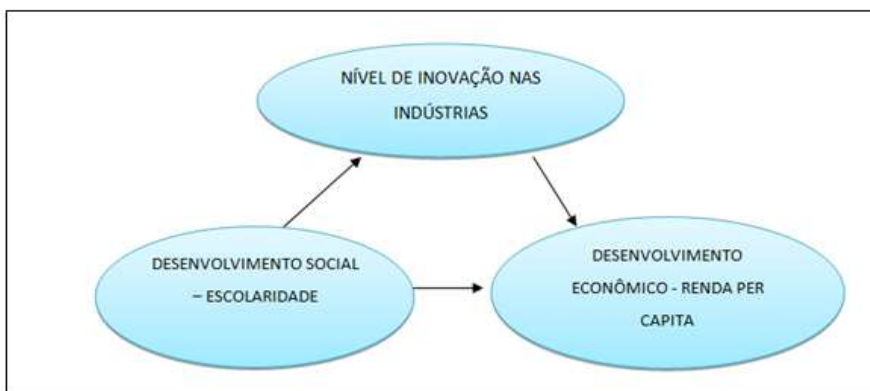 NÍVEL DE INOVAÇÃO NAS
INDÚSTRIAS
DESENVOLVIMENTO SOCIAL
– ESCOLARIDADE
DESENVOLVIMENTO
ECONÔMICO - RENDA PER
CAPITA